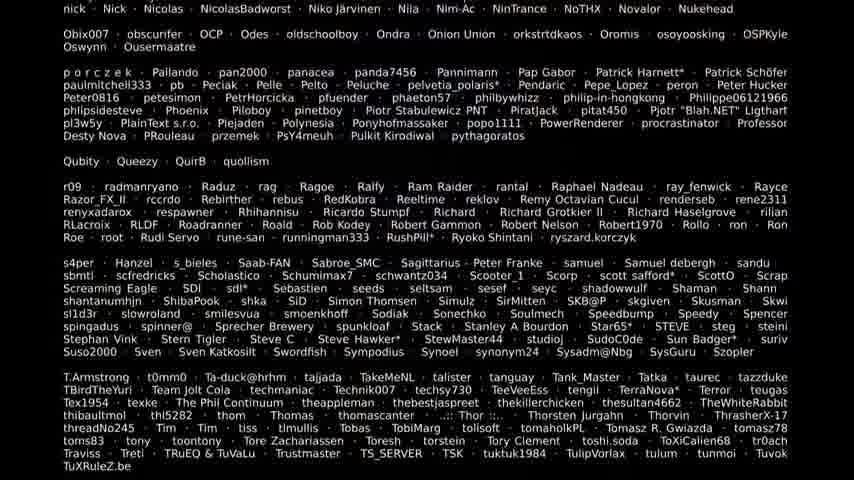 nick · Nick · Nicolas · NicolasBadworst · Niko Järvinen · Nila · Nim-Ac · NinTrance · NoTHX · Novalor · Nukehead
Obix007 · obscurifer · OCP · Odes · oldschoolboy · Ondra · Onion Union · orkstrtdkaos · Oromis · osoyoosking · OSPKyle
Oswynn · Ousermaatre
p o r c z e k · Pallando · pan2000 · panacea · panda7456 · Pannimann · Pap Gabor · Patrick Harnett* · Patrick Schöfer
paulmitchell333 · pb · Peciak · Pelle · Pelto · Peluche · pelvetia_polaris* · Pendaric · Pepe_Lopez · peron · Peter Hucker
Peter0816 · petesimon · PetrHorcicka · pfuender · phaeton57 · philbywhizz · philip-in-hongkong · Philippe06121966
phlipsidesteve · Phoenix · Piloboy · pinetboy · Piotr Stabulewicz PNT · PiratJack · pitat450 · Pjotr "Blah.NET" Ligthart
pl3w5y · PlainText s.r.o. · Plejaden · Polynesia · Ponyhofmassaker · popo1111 · PowerRenderer · procrastinator · Professor
Desty Nova · PRouleau · przemek · PsY4meuh · Pulkit Kirodiwal · pythagoratos
Qubity · Queezy · QuirB · quollism
r09 · radmanryano · Raduz · rag · Ragoe · Ralfy · Ram Raider · rantal · Raphael Nadeau · ray_fenwick · Rayce
Razor_FX_II · rccrdo · Rebirther · rebus · RedKobra · Reeltime · reklov · Remy Octavian Cucul · renderseb · rene2311
renyxadarox · respawner · Rhihannisu · Ricardo Stumpf · Richard · Richard Grotkier II · Richard Haselgrove · rilian
RLacroix · RLDF · Roadranner · Roald · Rob Kodey · Robert Gammon · Robert Nelson · Robert1970 · Rollo · ron · Ron
Roe · root · Rudi Servo · rune-san · runningman333 · RushPill* · Ryoko Shintani · ryszard.korczyk
s4per · Hanzel · s_bieles · Saab-FAN · Sabroe_SMC · Sagittarius - Peter Franke · samuel · Samuel debergh · sandu
sbmtl · scfredricks · Scholastico · Schumimax7 · schwantz034 · Scooter_1 · Scorp · scott safford* · ScottO · Scrap
Screaming Eagle · SDI · sdl* · Sebastien · seeds · seltsam · sesef · seyc · shadowwulf · Shaman · Shann
shantanumhjn · ShibaPook · shka · SiD · Simon Thomsen · Simulz · SirMitten · SKB@P · skgiven · Skusman · Skwi
sl1d3r · slowroland · smilesvua · smoenkhoff · Sodiak · Sonechko · Soulmech · Speedbump · Speedy · Spencer
spingadus · spinner@ · Sprecher Brewery · spunkloaf · Stack · Stanley A Bourdon · Star65* · STE\/E · steg · steini
Stephan Vink · Stern Tigler · Steve C · Steve Hawker* · StewMaster44 · studioJ · SudoC0de · Sun Badger* · suriv
Suso2000 · Sven · Sven Katkosilt · Swordfish · Sympodius · Synoel · synonym24 · Sysadm@Nbg · SysGuru · Szopler
T.Armstrong · t0mm0 · Ta-duck@hrhm · tajjada · TakeMeNL · talister · tanguay · Tank_Master · Tatka · taurec · tazzduke
TBirdTheYuri · Team Jolt Cola · techmaniac · Technik007 · techsy730 · TeeVeeEss · tengil · TerraNova* · Terror · teugas
Tex1954 · texke · The Phil Continuum · theappleman · thebestjaspreet · thekillerchicken · thesultan4662 · TheWhiteRabbit
thibaultmol · thl5282 · thom · Thomas · thomascanter · ..:: Thor ::.. · Thorsten Jurgahn · Thorvin · ThrasherX-17
threadNo245 · Tim · Tim · tiss · tlmullis · Tobas · TobiMarg · tolisoft · tomaholkPL · Tomasz R. Gwiazda · tomasz78
toms83 · tony · toontony · Tore Zachariassen · Toresh · torstein · Tory Clement · toshi.soda · ToXiCalien68 · tr0ach
Traviss · Tretl · TRuEQ & TuVaLu · Trustmaster · TS_SERVER · TSK · tuktuk1984 · TulipVorlax · tulum · tunmoi · Tuvok
TuXRuleZ.be